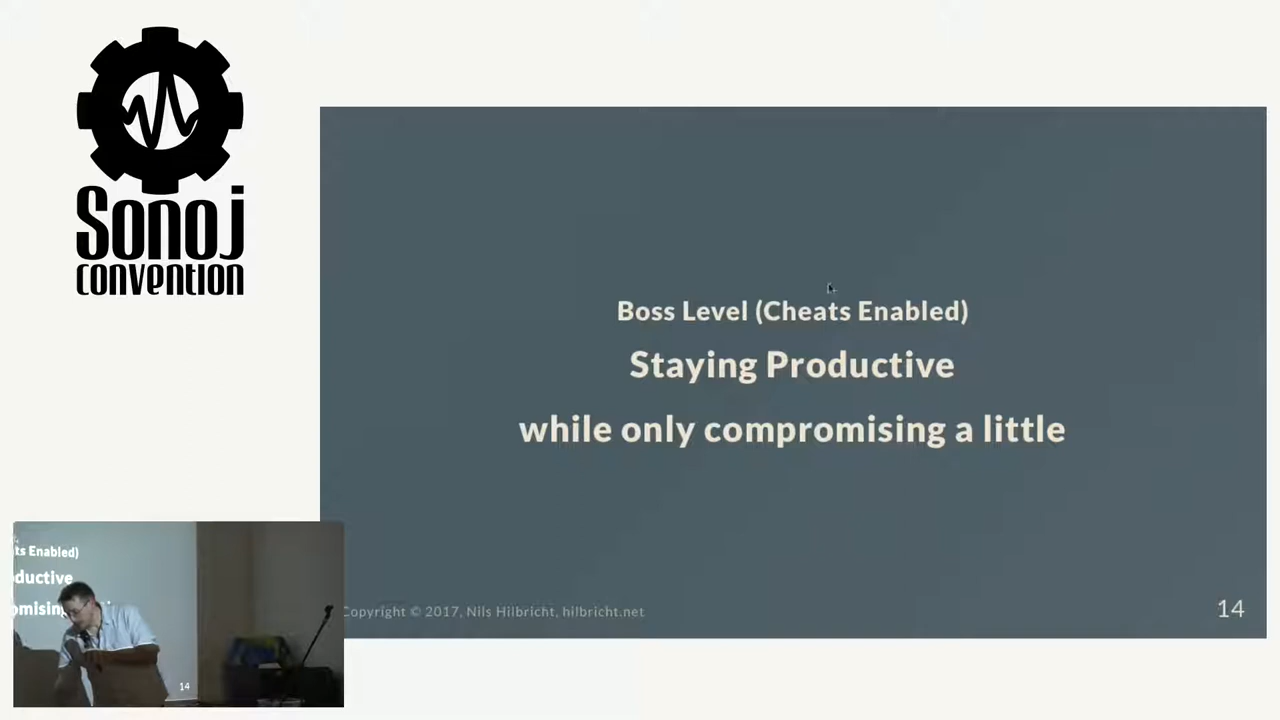 Sonoj
convention
Boss Level (Cheats Enabled)
Staying Productive
while only compromising a little
Copyright © 2017, Nils Hilbricht, hilbricht.net
14
ts Enabled)
ductive
omising
14